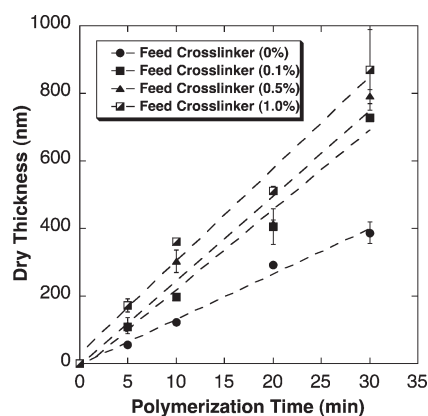 1000
Feed Crosslinker (0%)
Feed Crosslinker (0.1%)
Feed Crosslinker (0.5%)
Feed Crosslinker (1.0%)
800
600
400
200
0
0 5 10 15 20 25 30 35
Dry Thickness (nm)
Polymerization Time (min)